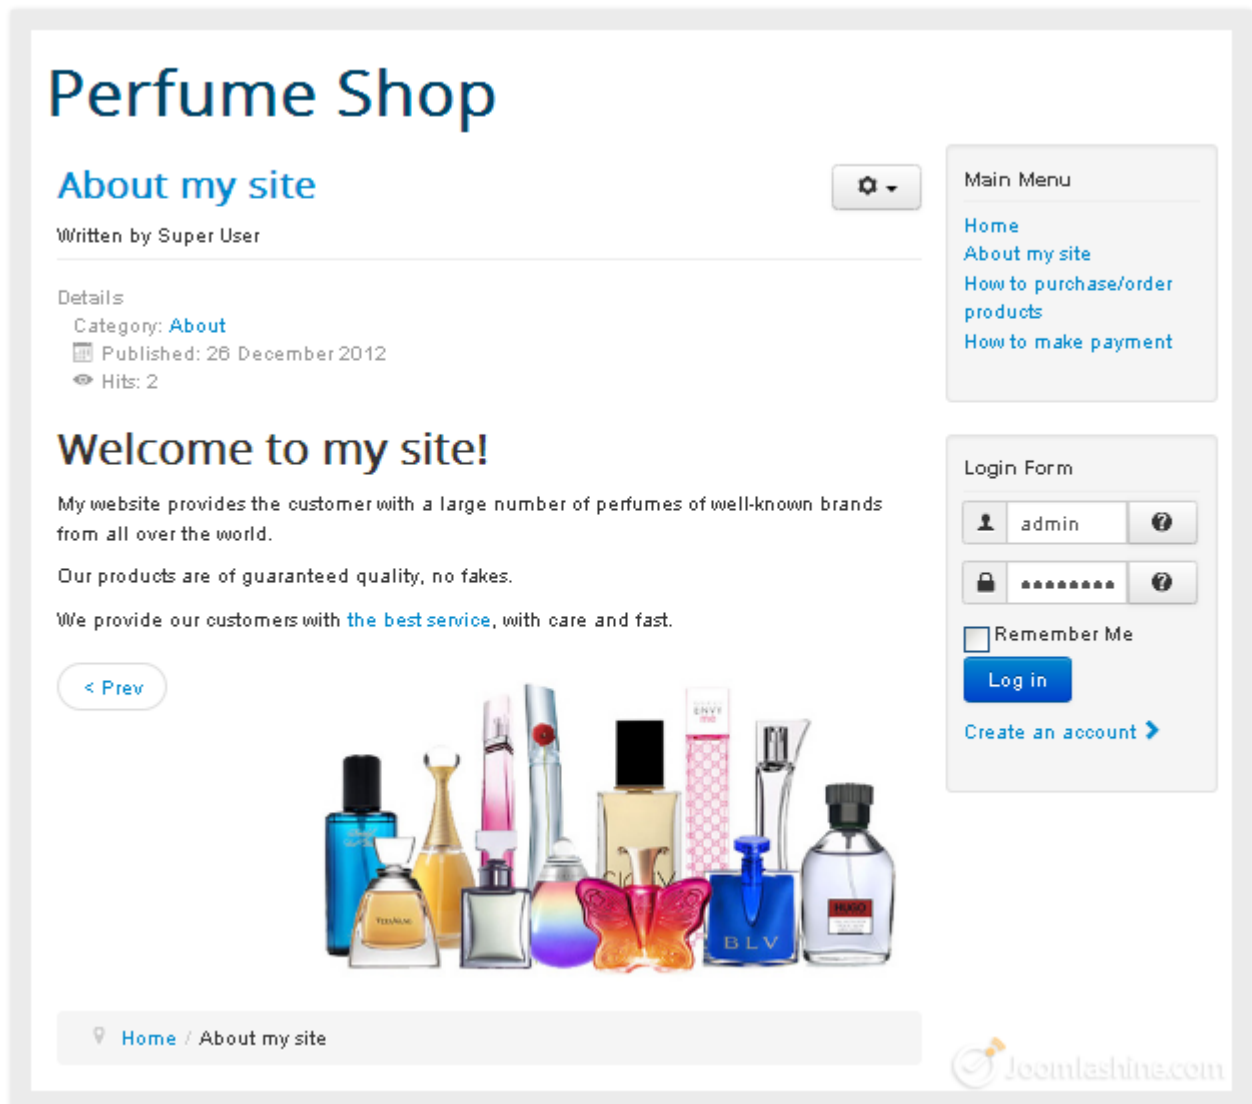 Perfume Shop
About my site
Written by Super User
Details
Category: About
Published: 26 December 2012
Hits: 2
Welcome to my site!
My website provides the customer with a large number of perfumes of well-known brands
from all over the world.
Our products are of guaranteed quality, no fakes.
We provide our customers with the best service, with care and fast.
< Prev
ENVY
me
VERA WANG
BLV
HUGO
Home / About my site
Main Menu
Home
About my site
How to purchase/order
products
How to make payment
Login Form
admin
Remember Me
Log in
Create an account
Joomlashine.com